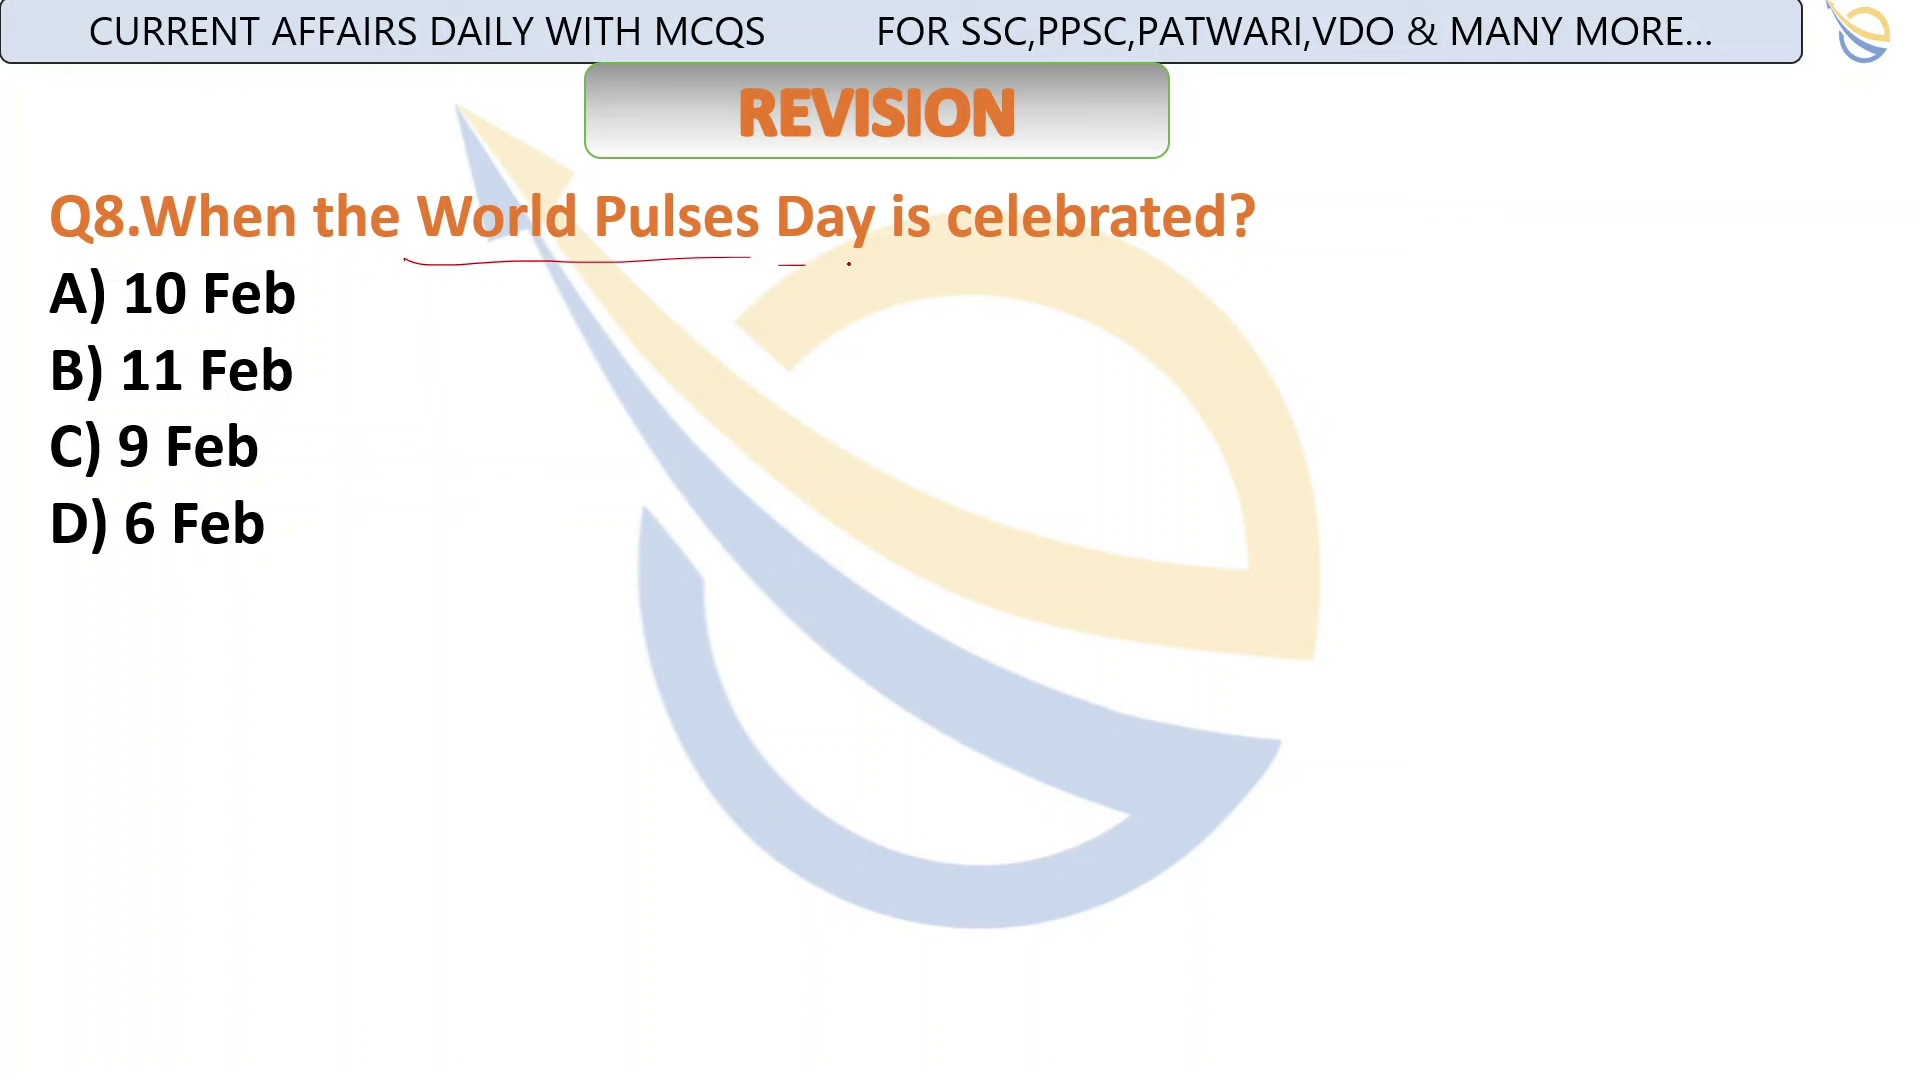 CURRENT AFFAIRS DAILY WITH MCQS FOR SSC,PPSC,PATWARI,VDO & MANY MORE...
REVISION
Q8.When the World Pulses Day is celebrated?
A) 10 Feb
B) 11 Feb
C) 9 Feb
D) 6 Feb